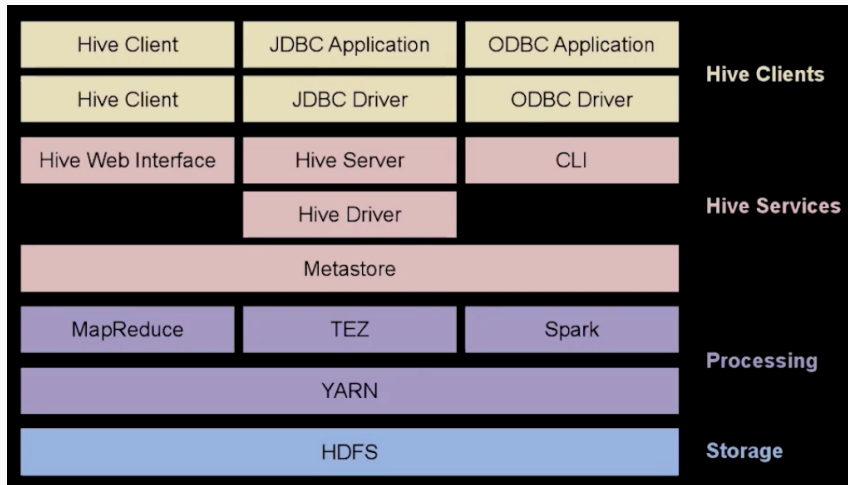 Hive Client JDBC Application ODBC Application
Hive Clients
Hive Client JDBC Driver ODBC Driver
Hive Web Interface Hive Server CLI
Hive Services
Hive Driver
Metastore
MapReduce TEZ Spark
Processing
YARN
HDFS Storage